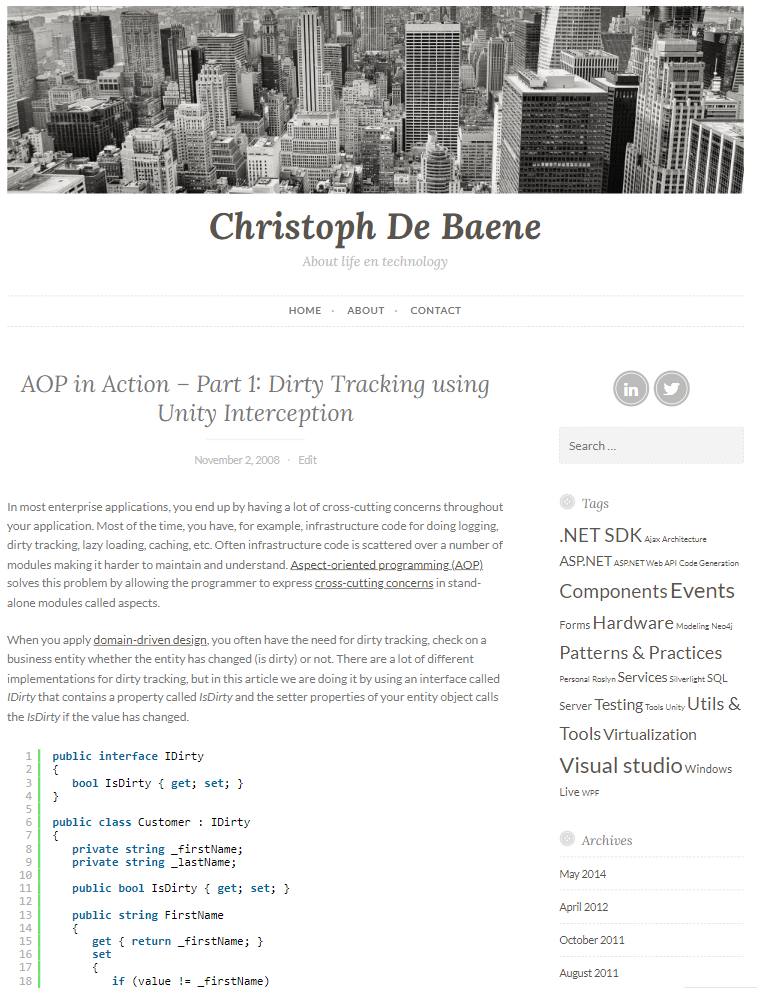 Christoph De Baene
About life en technology
HOME · ABOUT · CONTACT
AOP in Action – Part 1: Dirty Tracking using
Unity Interception
November 2, 2008 · Edit
In most enterprise applications, you end up by having a lot of cross-cutting concerns throughout
your application. Most of the time, you have, for example, infrastructure code for doing logging,
dirty tracking, lazy loading, caching, etc. Often infrastructure code is scattered over a number of
modules making it harder to maintain and understand. Aspect-oriented programming (AOP)
solves this problem by allowing the programmer to express cross-cutting concerns in stand-
alone modules called aspects.
When you apply domain-driven design, you often have the need for dirty tracking, check on a
business entity whether the entity has changed (is dirty) or not. There are a lot of different
implementations for dirty tracking, but in this article we are doing it by using an interface called
IDirty that contains a property called IsDirty and the setter properties of your entity object calls
the IsDirty if the value has changed.
1 public interface IDirty
2 {
3 bool IsDirty { get; set; }
4 }
5
6 public class Customer : IDirty
7 {
8 private string _firstName;
9 private string _lastName;
10
11 public bool IsDirty { get; set; }
12
13 public string FirstName
14 {
15 get { return _firstName; }
16 set
17 {
18 if (value != _firstName)
in
Search ...
Tags
.NET SDK Ajax Architecture
ASP.NET ASP.NET Web API Code Generation
Components Events
Forms Hardware Modeling Neo4j
Patterns & Practices
Personal Roslyn Services Silverlight SQL
Server Testing Tools Unity Utils &
Tools Virtualization
Visual studio Windows
Live WPF
Archives
May 2014
April 2012
October 2011
August 2011